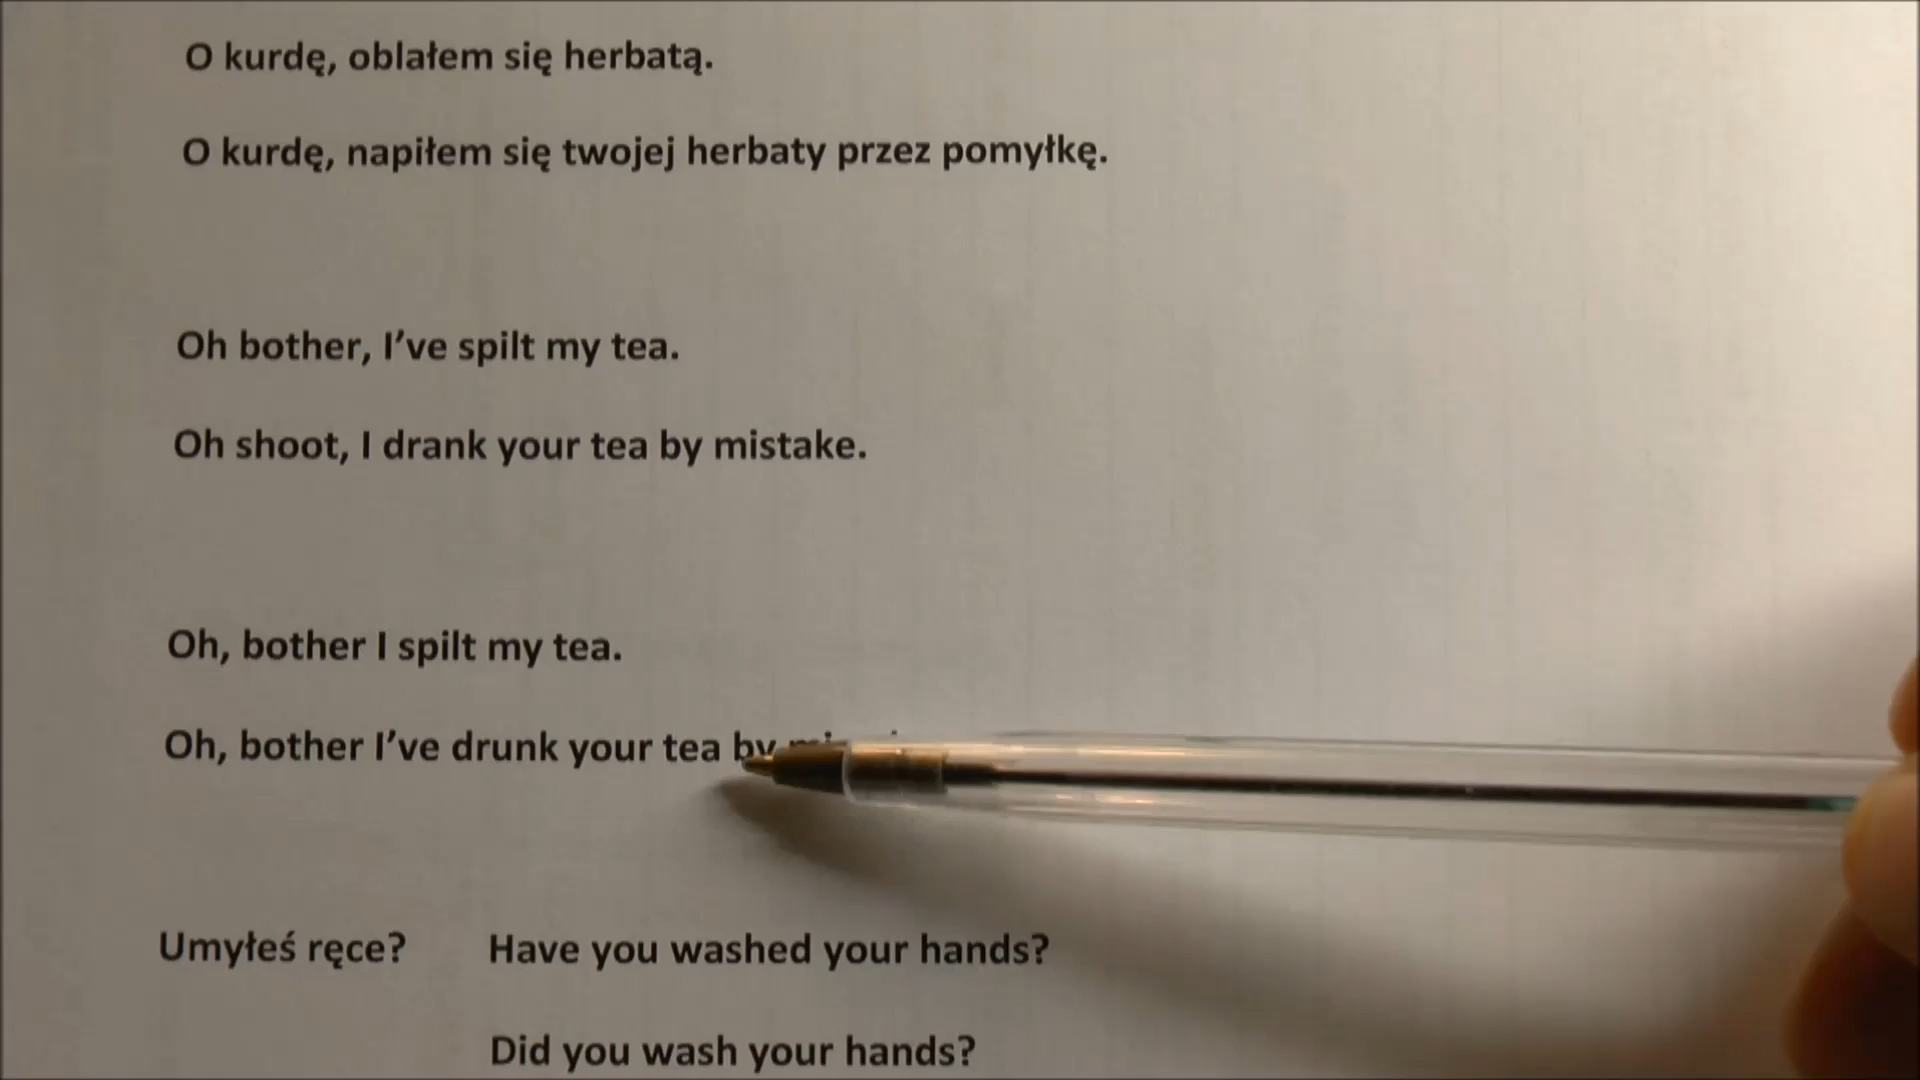 O kurdę, oblałem się herbatą.
O kurdę, napiłem się twojej herbaty przez pomyłkę.
Oh bother, I've spilt my tea.
Oh shoot, I drank your tea by mistake.
Oh, bother I spilt my tea.
Oh, bother I've drunk your tea by
Umyłeś ręce? Have you washed your hands?
Did you wash your hands?